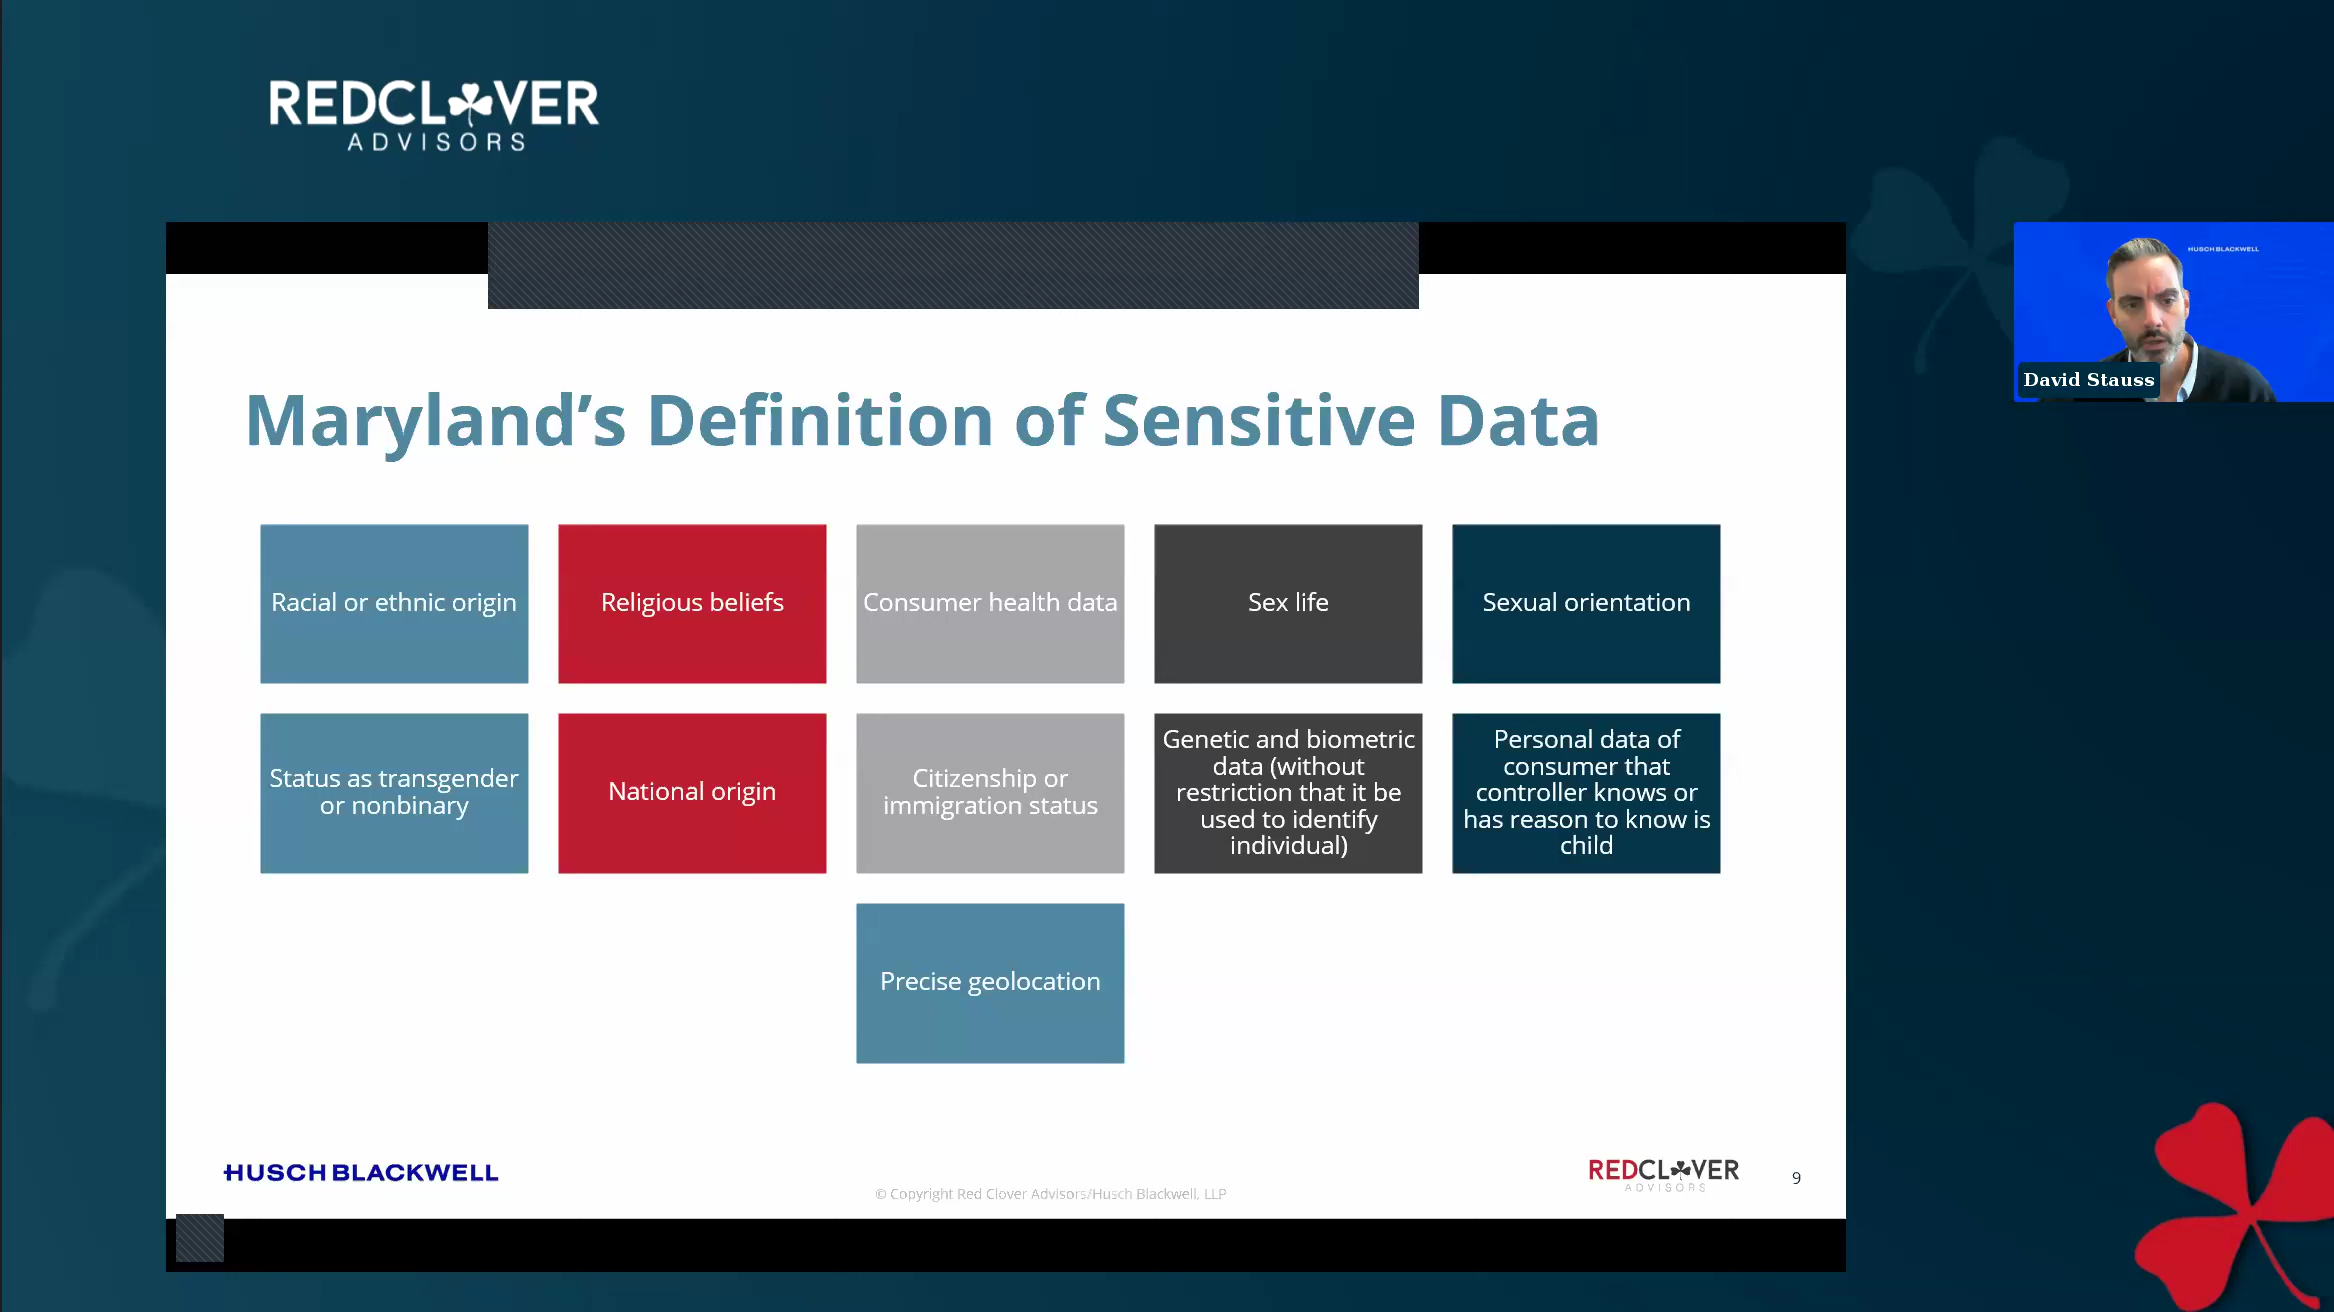 REDCLOVER
ADVISORS
HUSCH BLACKWELL
David Stauss
Maryland’s Definition of Sensitive Data
Racial or ethnic origin
Religious beliefs
Consumer health data
Sex life
Sexual orientation
Status as transgender
or nonbinary
National origin
Citizenship or
immigration status
Genetic and biometric
data (without
restriction that it be
used to identify
individual)
Personal data of
consumer that
controller knows or
has reason to know is
child
Precise geolocation
HUSCH BLACKWELL
© Copyright Red Clover Advisors/Husch Blackwell, LLP
REDCLOVER
ADVISORS
9